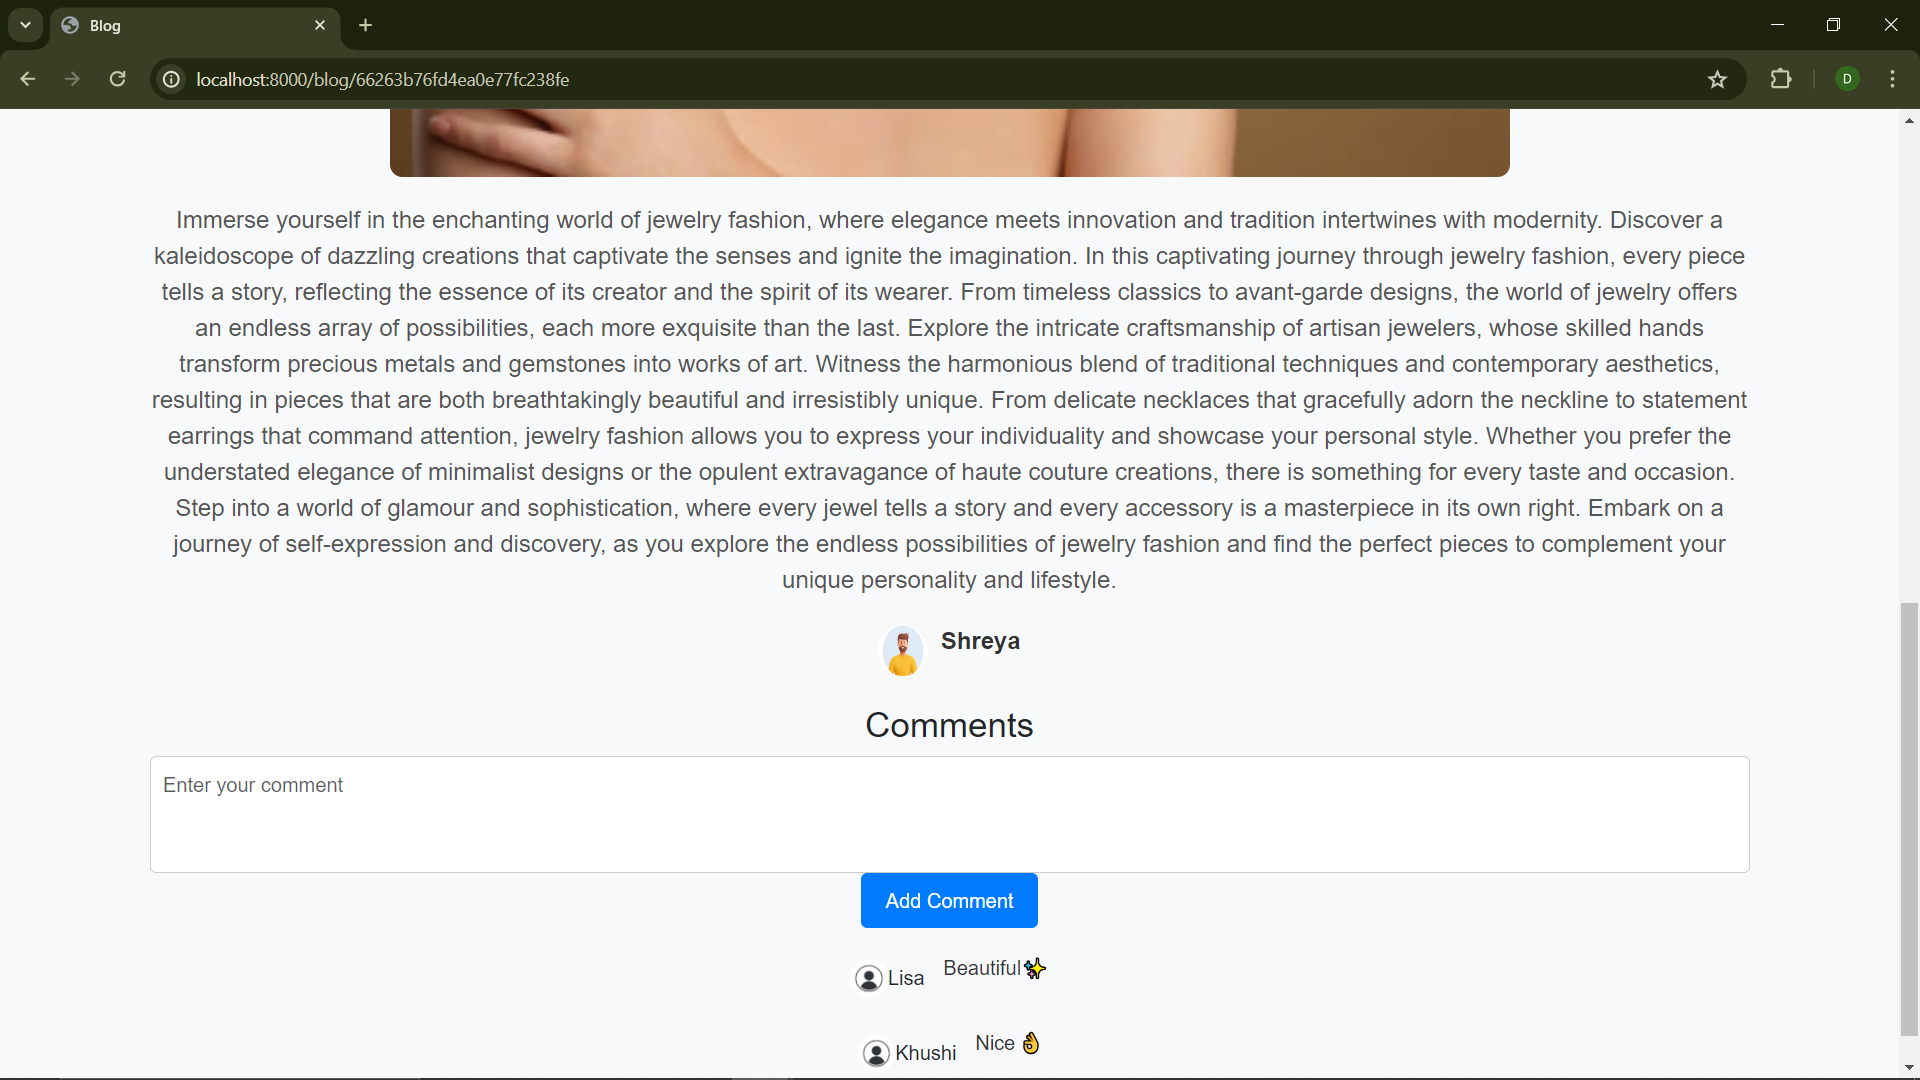 Blog
localhost:8000/blog/66263b76fd4ea0e77fc238fe
D
Immerse yourself in the enchanting world of jewelry fashion, where elegance meets innovation and tradition intertwines with modernity. Discover a
kaleidoscope of dazzling creations that captivate the senses and ignite the imagination. In this captivating journey through jewelry fashion, every piece
tells a story, reflecting the essence of its creator and the spirit of its wearer. From timeless classics to avant-garde designs, the world of jewelry offers
an endless array of possibilities, each more exquisite than the last. Explore the intricate craftsmanship of artisan jewelers, whose skilled hands
transform precious metals and gemstones into works of art. Witness the harmonious blend of traditional techniques and contemporary aesthetics,
resulting in pieces that are both breathtakingly beautiful and irresistibly unique. From delicate necklaces that gracefully adorn the neckline to statement
earrings that command attention, jewelry fashion allows you to express your individuality and showcase your personal style. Whether you prefer the
understated elegance of minimalist designs or the opulent extravagance of haute couture creations, there is something for every taste and occasion.
Step into a world of glamour and sophistication, where every jewel tells a story and every accessory is a masterpiece in its own right. Embark on a
journey of self-expression and discovery, as you explore the endless possibilities of jewelry fashion and find the perfect pieces to complement your
unique personality and lifestyle.
Shreya
Comments
Enter your comment
Add Comment
Lisa Beautiful✨
Khushi Nice 👌